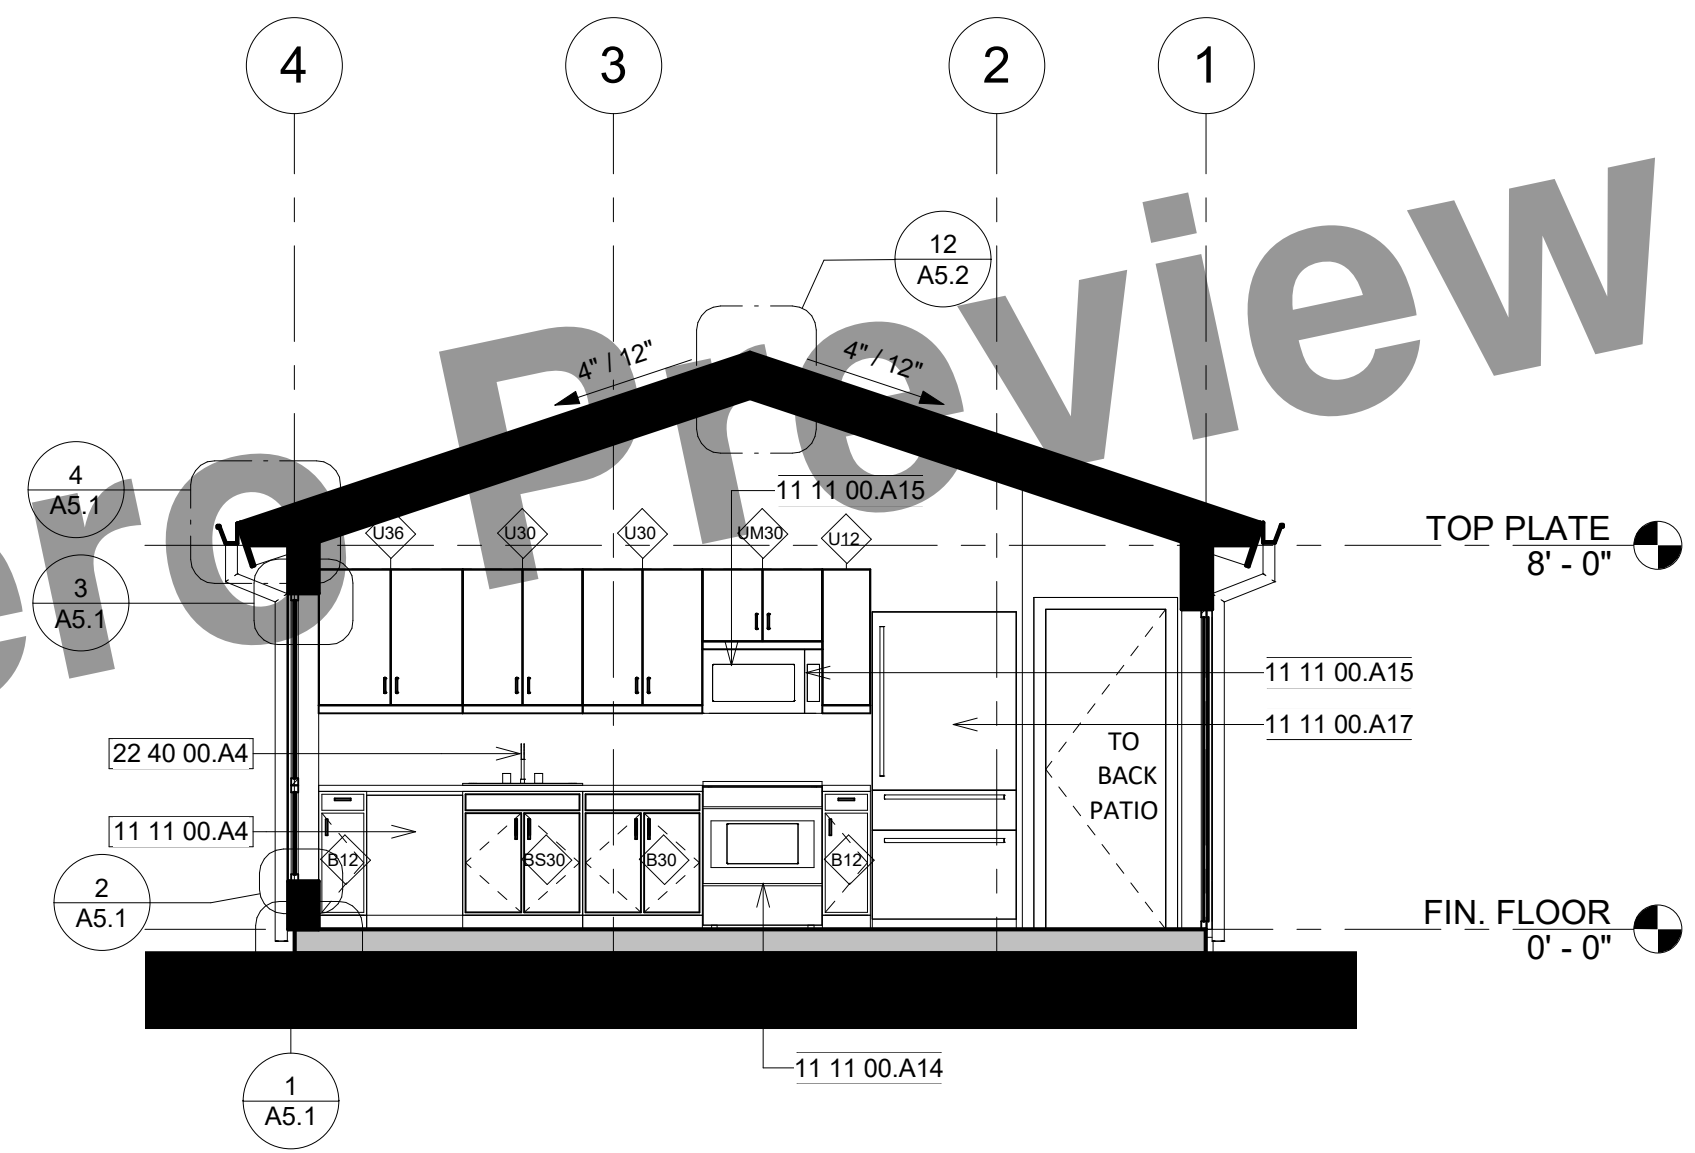 4
3
2
1
12
A5.2
4" / 12"
4" / 12"
ero Preview
4
A5.1
11 11 00.A15
TOP PLATE
8' - 0"
U36
U30
U30
UM30
U12
3
A5.1
11 11 00.A15
11 11 00.A17
22 40 00.A4
TO
BACK
PATIO
11 11 00.A4
B12
BS30
B30
B12
2
A5.1
FIN. FLOOR
0' - 0"
11 11 00.A14
1
A5.1